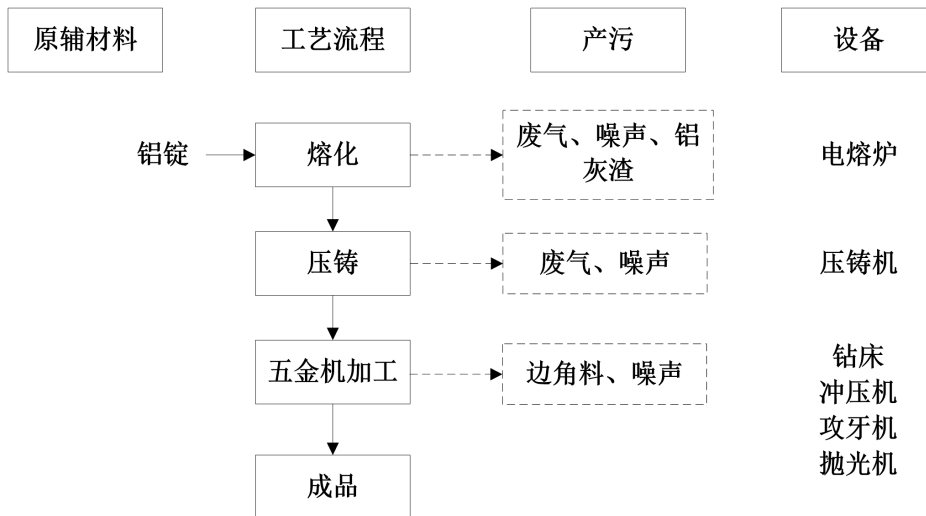 原辅材料
工艺流程
产污
设备
铝锭
熔化
废气、噪声、铝
灰渣
电熔炉
压铸
废气、噪声
压铸机
五金机加工
边角料、噪声
钻床
冲压机
攻牙机
抛光机
成品